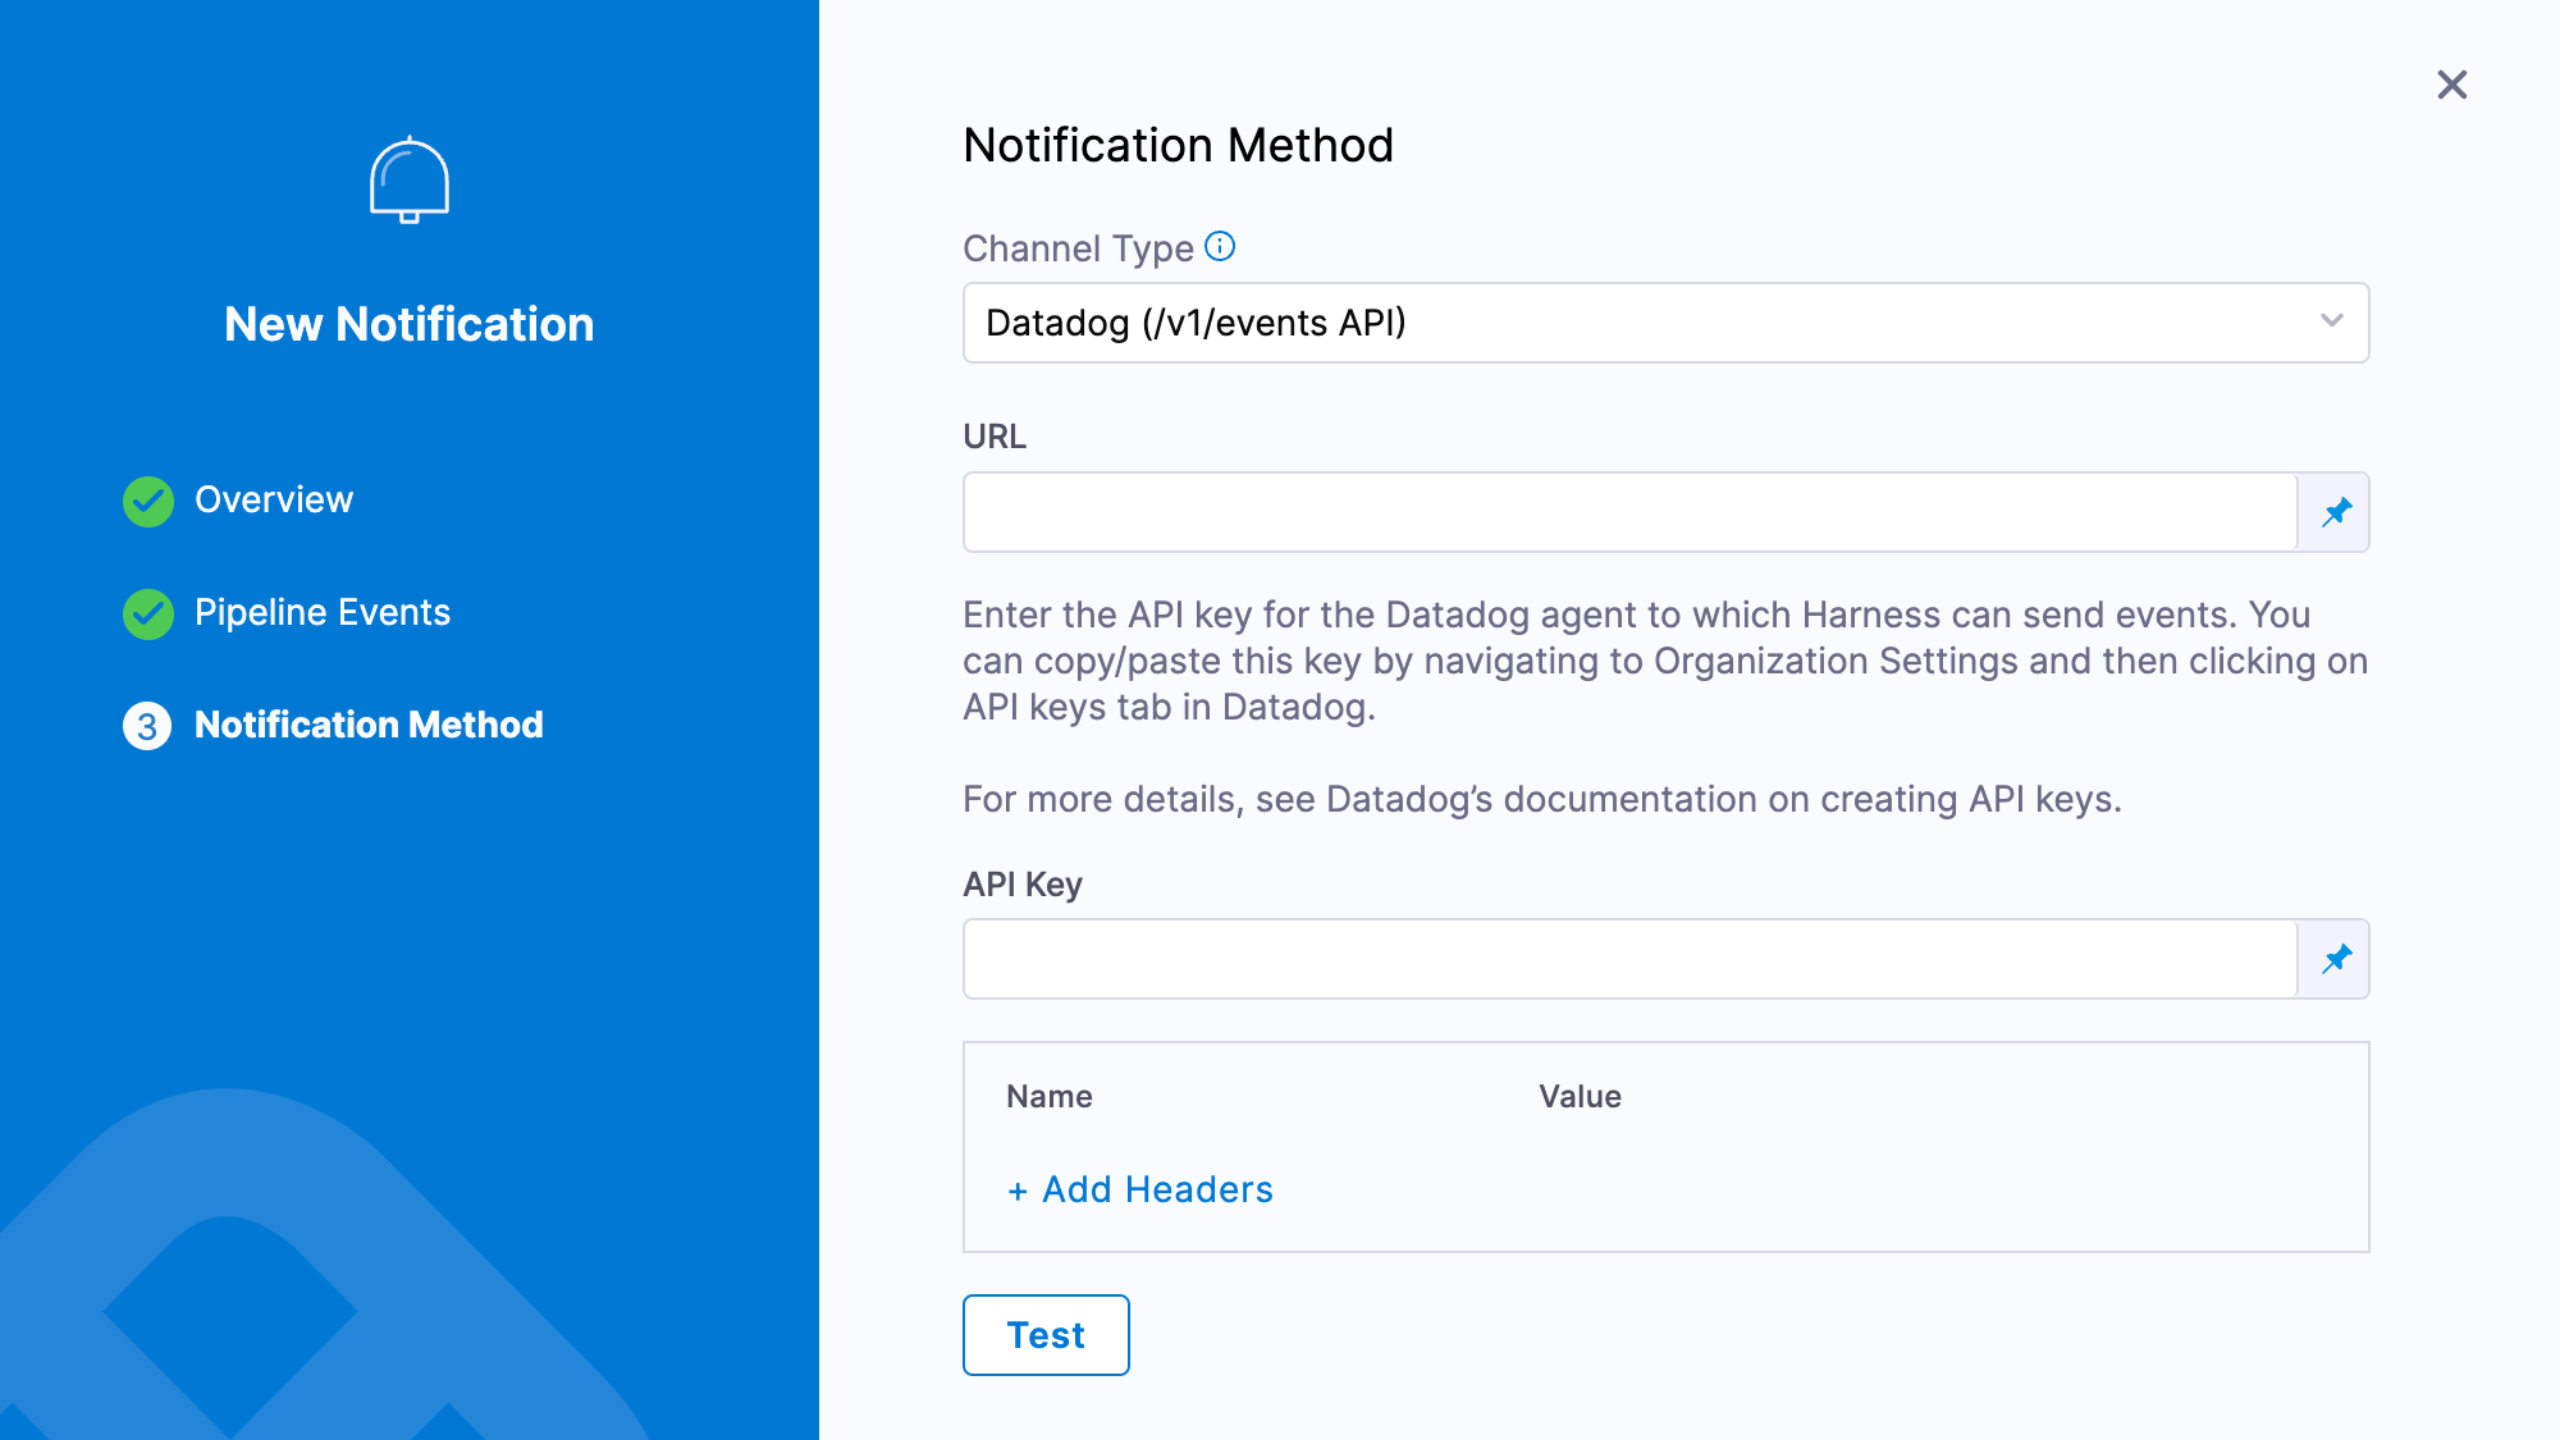 New Notification
Overview
Pipeline Events
3 Notification Method
Notification Method
Channel Type
Datadog (/v1/events API)
URL
Enter the API key for the Datadog agent to which Harness can send events. You
can copy/paste this key by navigating to Organization Settings and then clicking on
API keys tab in Datadog.
For more details, see Datadog’s documentation on creating API keys.
API Key
Name Value
+ Add Headers
Test